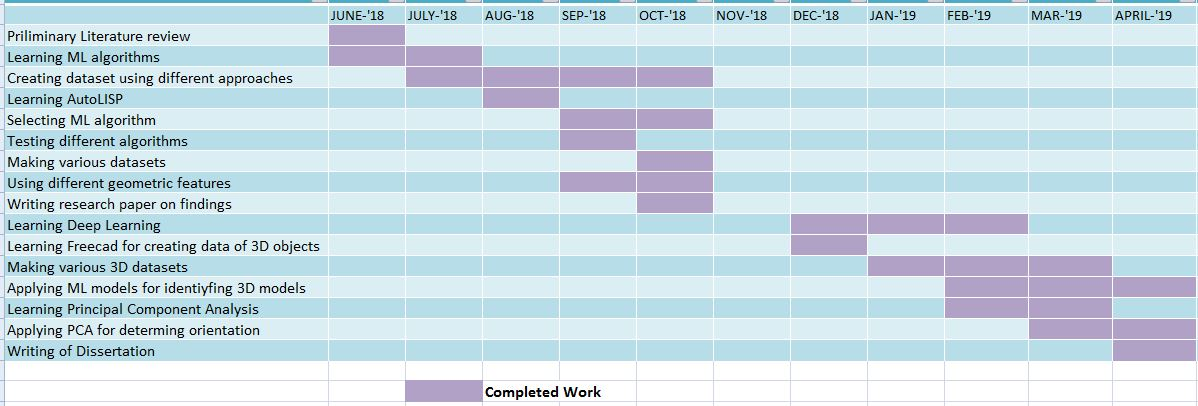 JUNE-'18 JULY-'18 AUG-'18 SEP-'18 OCT-'18 NOV-'18 DEC-'18 JAN-'19 FEB-'19 MAR-'19 APRIL-'19
Priliminary Literature review
Learning ML algorithms
Creating dataset using different approaches
Learning AutoLISP
Selecting ML algorithm
Testing different algorithms
Making various datasets
Using different geometric features
Writing research paper on findings
Learning Deep Learning
Learning Freecad for creating data of 3D objects
Making various 3D datasets
Applying ML models for identiyfing 3D models
Learning Principal Component Analysis
Applying PCA for determing orientation
Writing of Dissertation
Completed Work